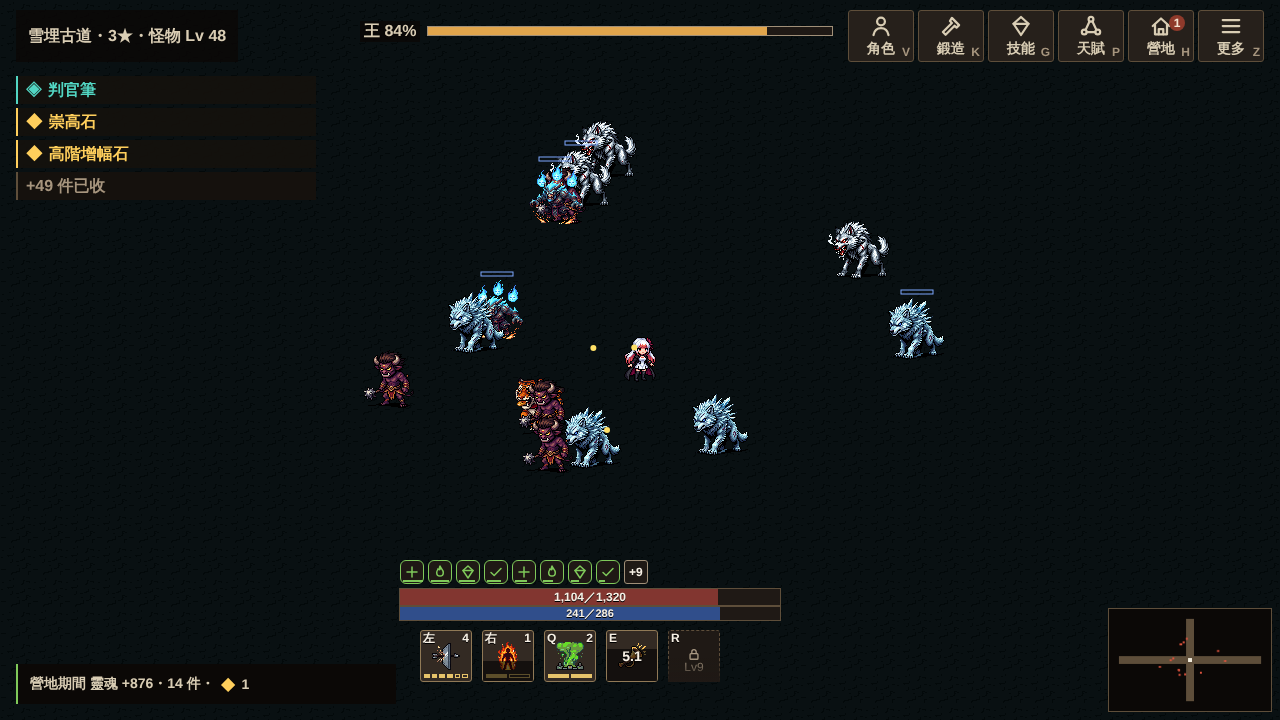 雪埋古道・3★・怪物 Lv 48
王 84%
角色 V
鍛造 K
技能 G
天賦 P
營地 H
1
更多 Z
判官筆
崇高石
高階增幅石
+49 件已收
+9
1,104／1,320
241／286
左 4
右 1
Q 2
E
5.1
R
Lv9
營地期間 靈魂 +876・14 件・ 1